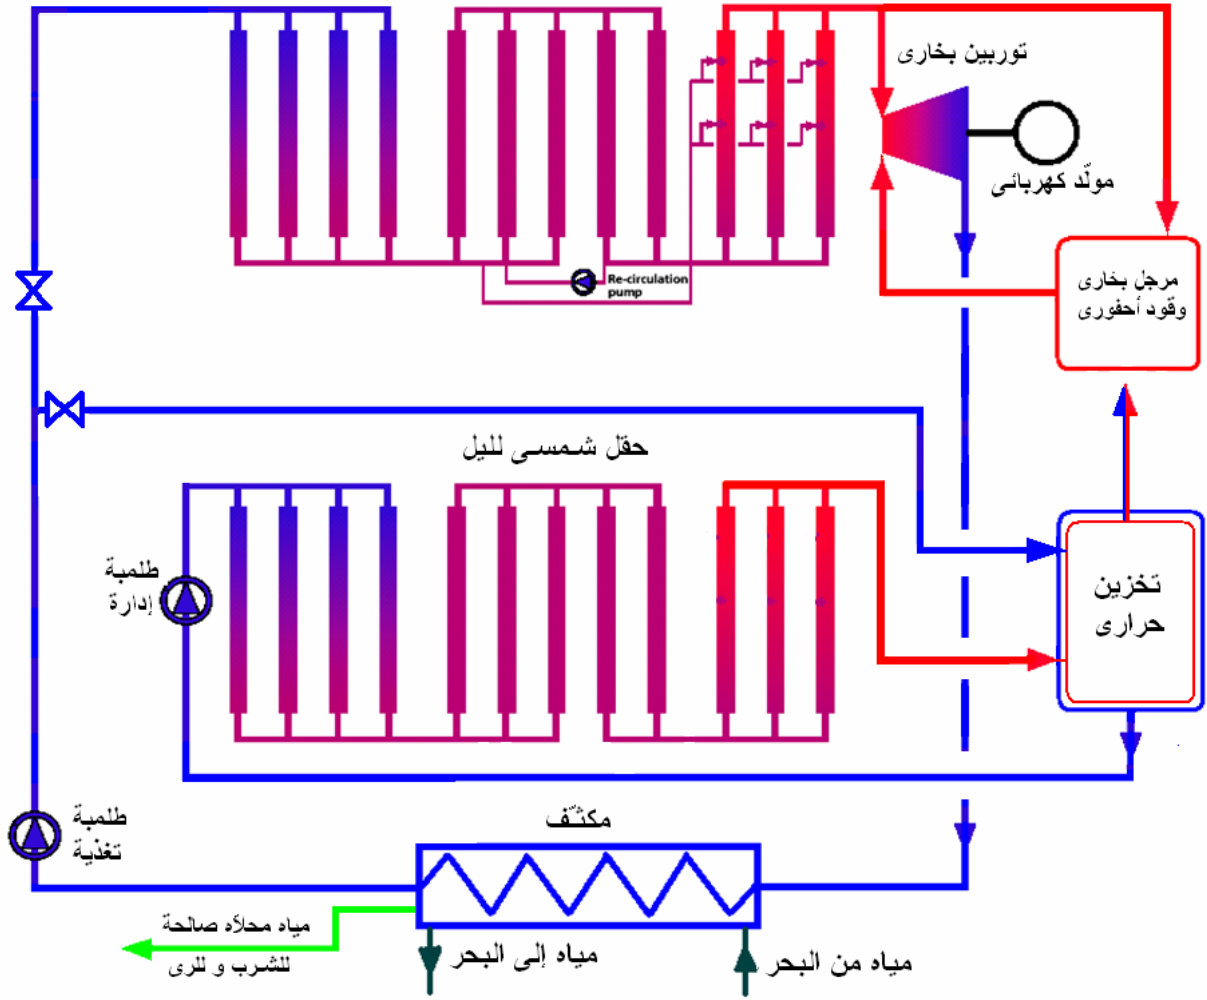 توربين بخارى
مولّد كهربائى
Re-circulation
pump
مرجل بخارى
وقود أحفورى
حقل شمسى لليل
طلمبة
إدارة
تخزين
حرارى
طلمبة
تغذية
مكثّف
مياه محلاه صالحة
للشرب و للرى
مياه إلى البحر
مياه من البحر